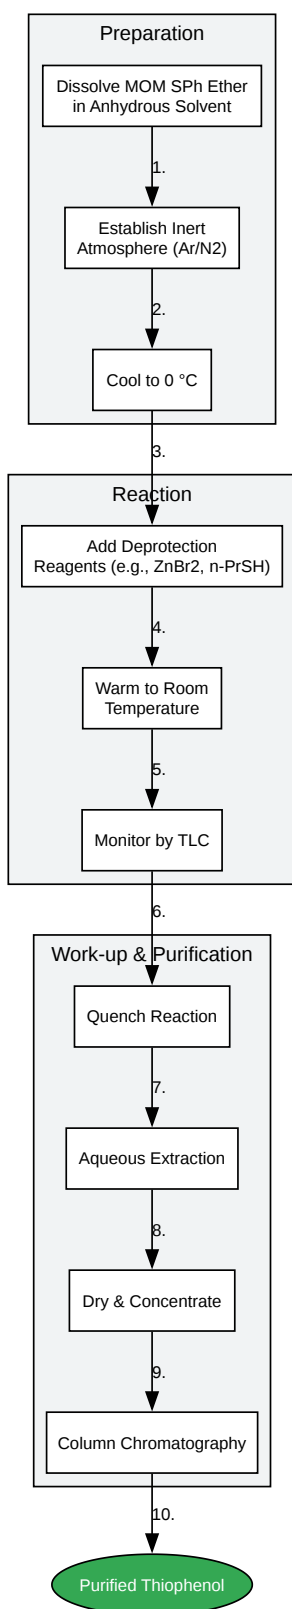 Preparation
Dissolve MOM SPh Ether
in Anhydrous Solvent
1.
Establish Inert
Atmosphere (Ar/N2)
2.
Cool to 0 °C
3.
Reaction
Add Deprotection
Reagents (e.g., ZnBr2, n-PrSH)
4.
Warm to Room
Temperature
5.
Monitor by TLC
6.
Work-up & Purification
Quench Reaction
7.
Aqueous Extraction
8.
Dry & Concentrate
9.
Column Chromatography
10.
Purified Thiophenol